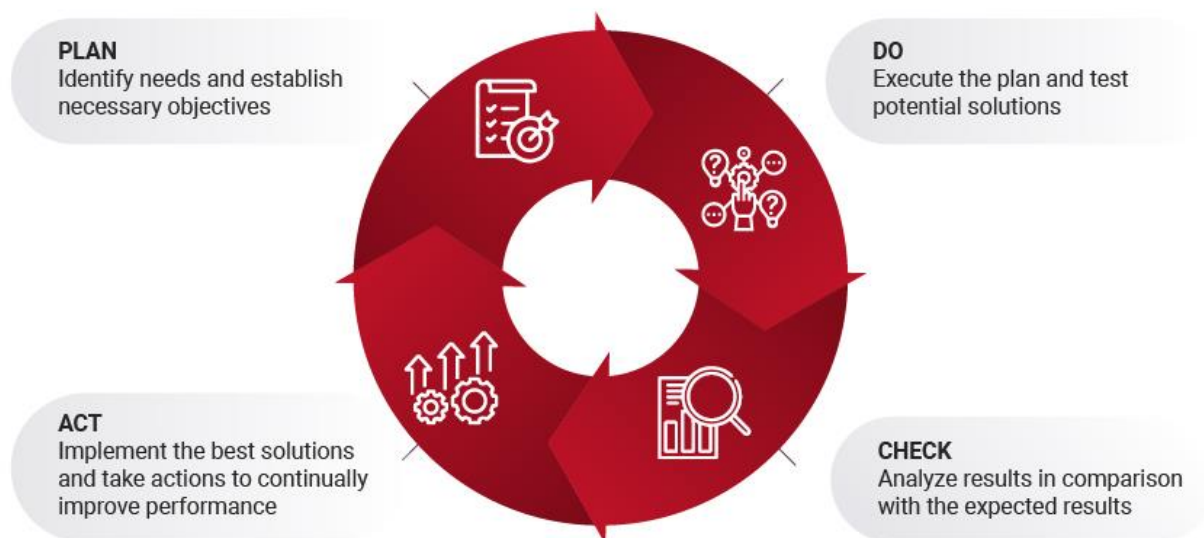 PLAN
Identify needs and establish
necessary objectives
DO
Execute the plan and test
potential solutions
ACT
Implement the best solutions
and take actions to continually
improve performance
CHECK
Analyze results in comparison
with the expected results